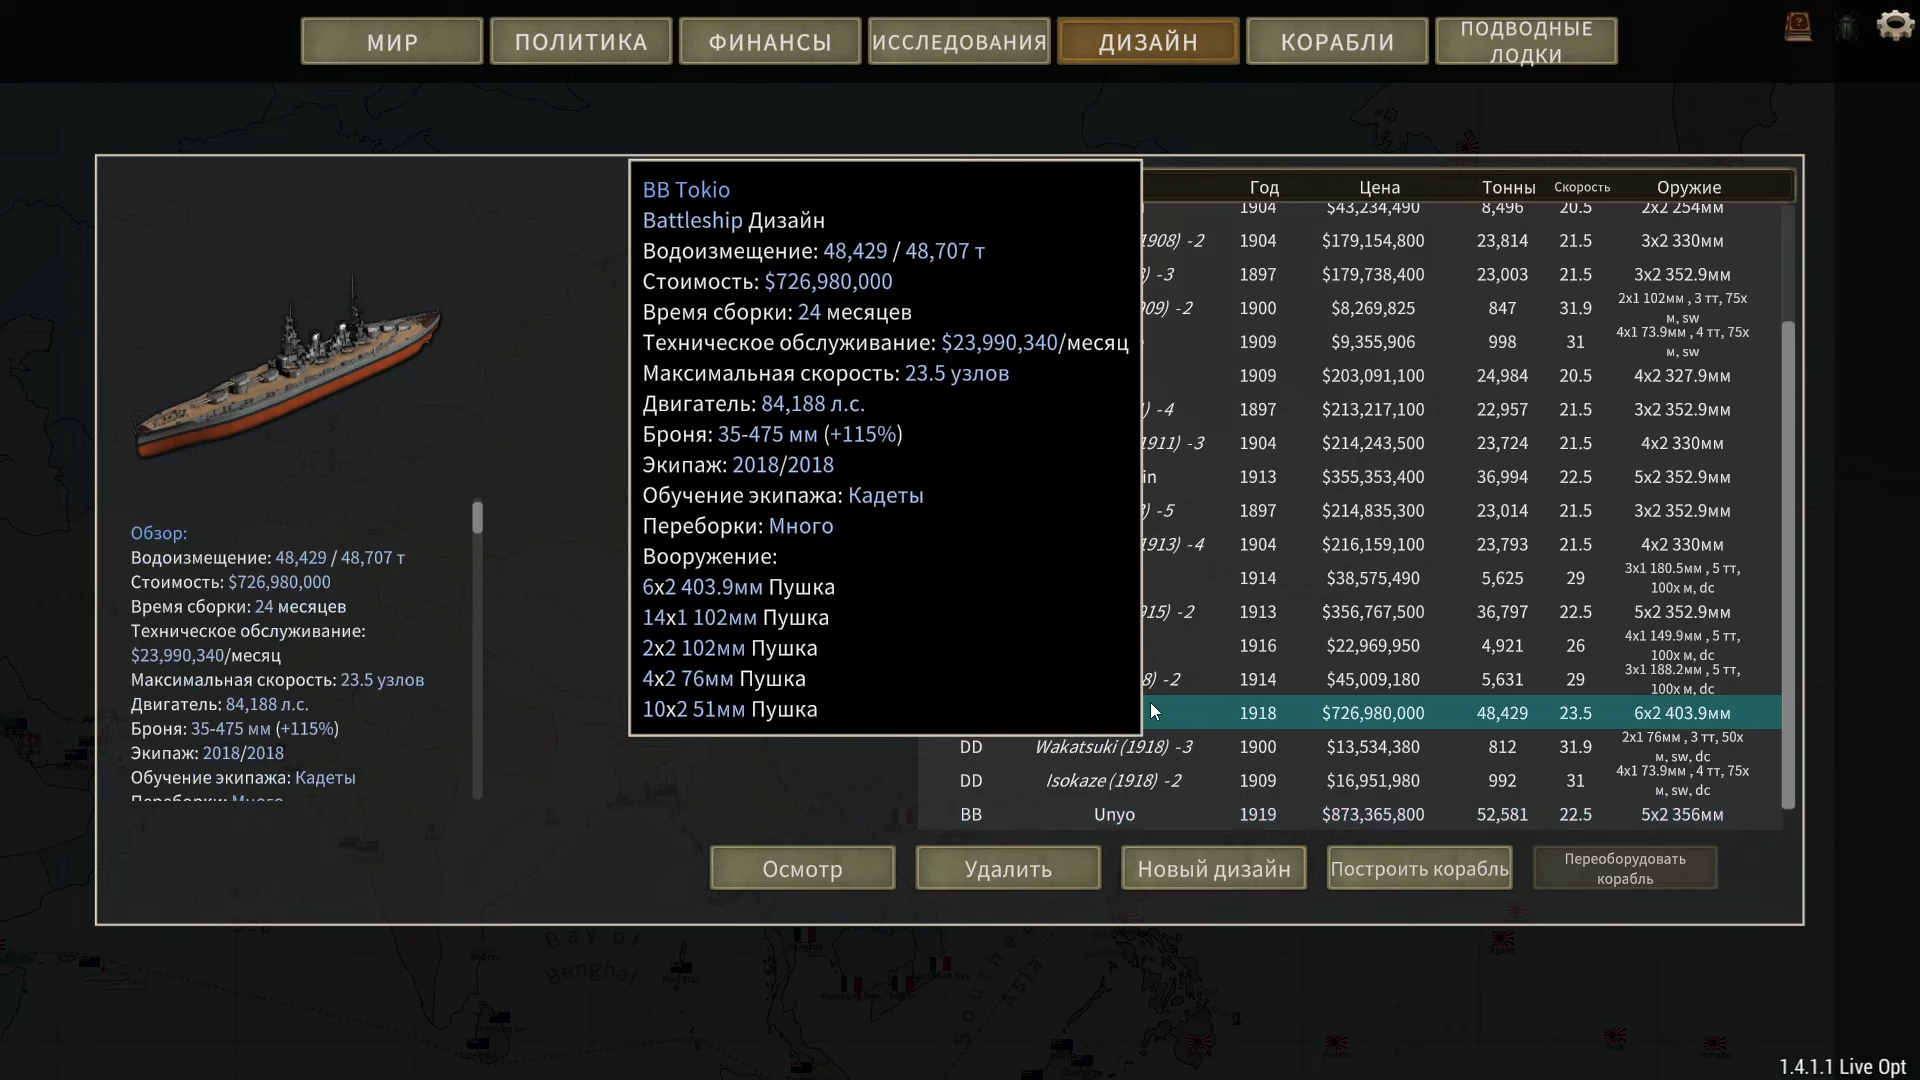 МИР
ПОЛИТИКА
ФИНАНСЫ
ИССЛЕДОВАНИЯ
ДИЗАЙН
КОРАБЛИ
ПОДВОДНЫЕ
ЛОДКИ
BB Tokio
Battleship Дизайн
Водоизмещение: 48,429 / 48,707 т
Стоимость: $726,980,000
Время сборки: 24 месяцев
Техническое обслуживание: $23,990,340/месяц
Максимальная скорость: 23.5 узлов
Двигатель: 84,188 л.с.
Броня: 35-475 мм (+115%)
Экипаж: 2018/2018
Обучение экипажа: Кадеты
Переборки: Много
Вооружение:
6x2 403.9мм Пушка
14x1 102мм Пушка
2x2 102мм Пушка
4x2 76мм Пушка
10x2 51мм Пушка
Обзор:
Водоизмещение: 48,429 / 48,707 т
Стоимость: $726,980,000
Время сборки: 24 месяцев
Техническое обслуживание:
$23,990,340/месяц
Максимальная скорость: 23.5 узлов
Двигатель: 84,188 л.с.
Броня: 35-475 мм (+115%)
Экипаж: 2018/2018
Обучение экипажа: Кадеты
Переборки: Много
Год Цена Тонны Скорость Оружие
1904 $43,234,490 8,496 20.5 2x2 254мм
1908) -2 1904 $179,154,800 23,814 21.5 3x2 330мм
) -3 1897 $179,738,400 23,003 21.5 3x2 352.9мм
09) -2 1900 $8,269,825 847 31.9 2x1 102мм , 3 тт, 75x
м, sw
1909 $9,355,906 998 31 4x1 73.9мм , 4 тт, 75x
м, sw
1909 $203,091,100 24,984 20.5 4x2 327.9мм
) -4 1897 $213,217,100 22,957 21.5 3x2 352.9мм
1911) -3 1904 $214,243,500 23,724 21.5 4x2 330мм
in 1913 $355,353,400 36,994 22.5 5x2 352.9мм
) -5 1897 $214,835,300 23,014 21.5 3x2 352.9мм
1913) -4 1904 $216,159,100 23,793 21.5 4x2 330мм
1914 $38,575,490 5,625 29 3x1 180.5мм , 5 тт,
100x м, dc
15) -2 1913 $356,767,500 36,797 22.5 5x2 352.9мм
1916 $22,969,950 4,921 26 4x1 149.9мм , 5 тт,
100x м, dc
8) -2 1914 $45,009,180 5,631 29 3x1 188.2мм , 5 тт,
100x м, dc
1918 $726,980,000 48,429 23.5 6x2 403.9мм
DD Wakatsuki (1918) -3 1900 $13,534,380 812 31.9 2x1 76мм , 3 тт, 50x
м, sw, dc
DD Isokaze (1918) -2 1909 $16,951,980 992 31 4x1 73.9мм , 4 тт, 75x
м, sw, dc
BB Unyo 1919 $873,365,800 52,581 22.5 5x2 356мм
Осмотр
Удалить
Новый дизайн
Построить корабль
Переоборудовать
корабль
Bay of
Benghal
Asia
1.4.1.1 Live Opt